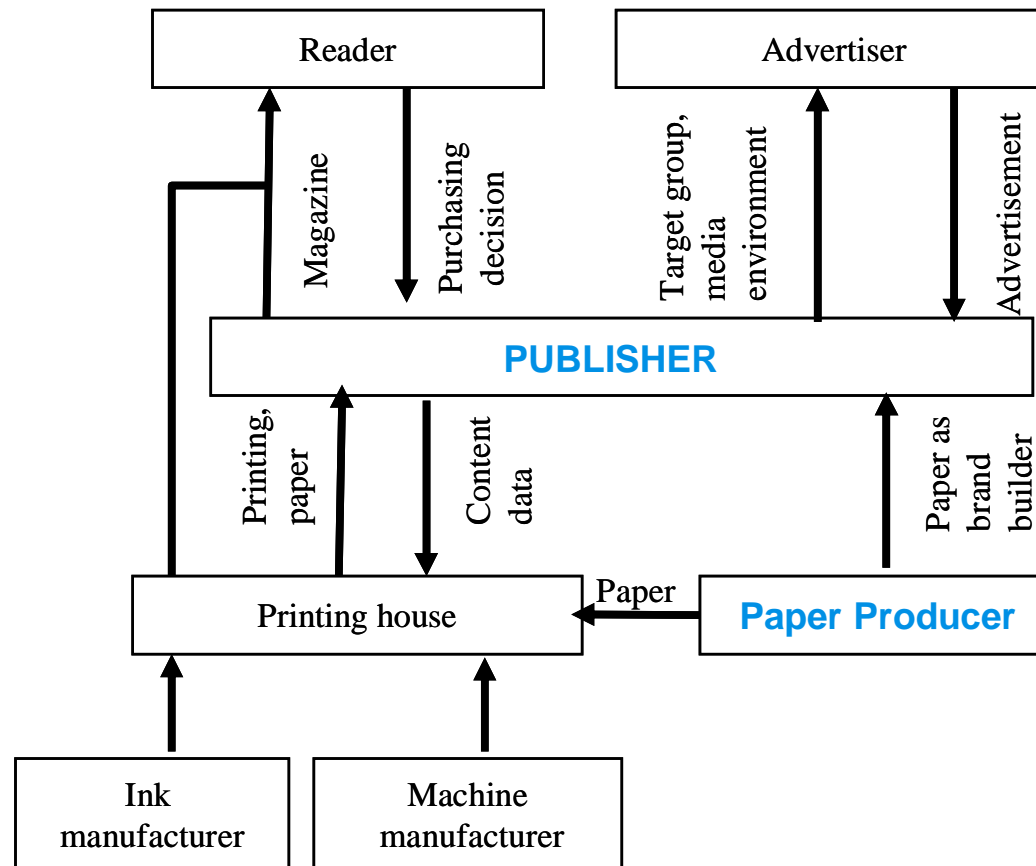 Reader
Advertiser
Magazine
Purchasing
decision
Target group,
media
environment
Advertisement
PUBLISHER
Printing,
paper
Content
data
Paper as
brand
builder
Printing house
Paper
Paper Producer
Ink
manufacturer
Machine
manufacturer